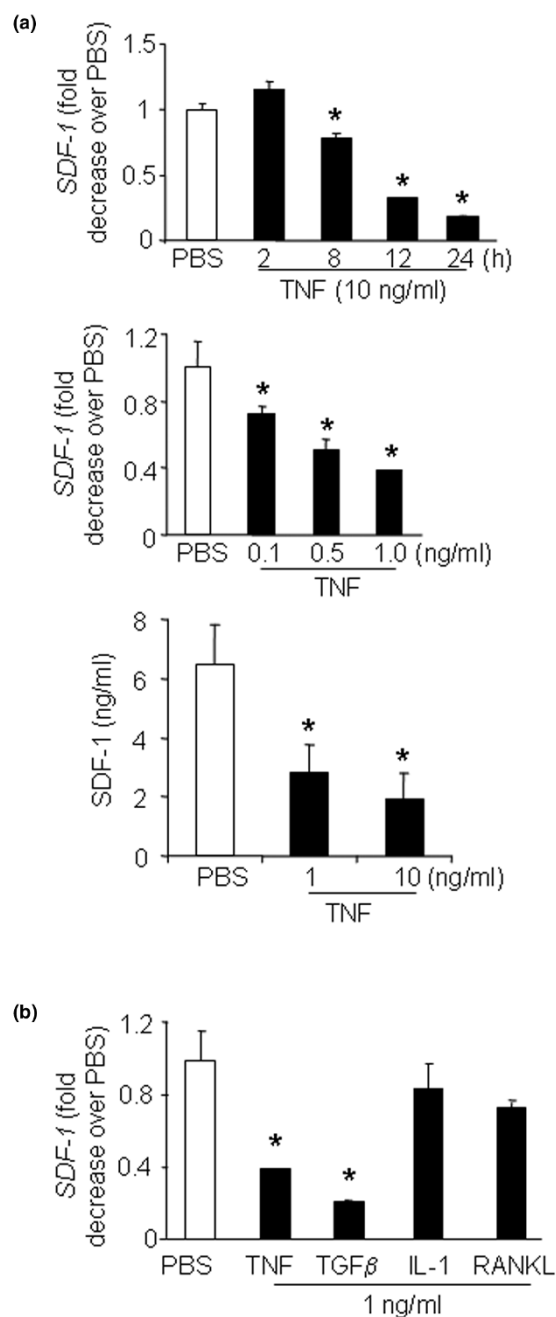 (a)
SDF-1 (fold
decrease over PBS)
1.5
1
0.5
0
*
*
*
PBS 2 8 12 24 (h)
TNF (10 ng/ml)
SDF-1 (fold
decrease over PBS)
1.2
0.8
0.4
0
*
*
*
PBS 0.1 0.5 1.0 (ng/ml)
TNF
SDF-1 (ng/ml)
8
6
4
2
0
*
*
PBS 1 10 (ng/ml)
TNF
(b)
SDF-1 (fold
decrease over PBS)
1.2
0.8
0.4
0
*
*
PBS TNF TGFβ IL-1 RANKL
1 ng/ml